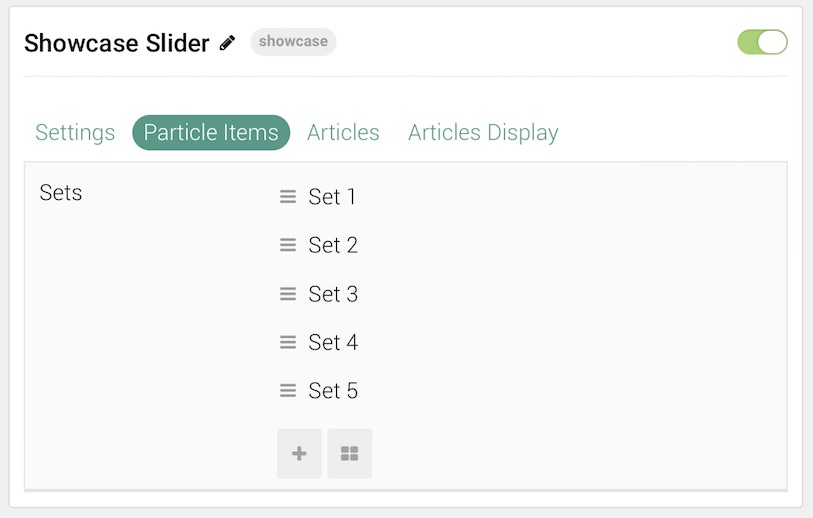 Showcase Slider showcase
Settings Particle Items Articles Articles Display
Sets
Set 1
Set 2
Set 3
Set 4
Set 5